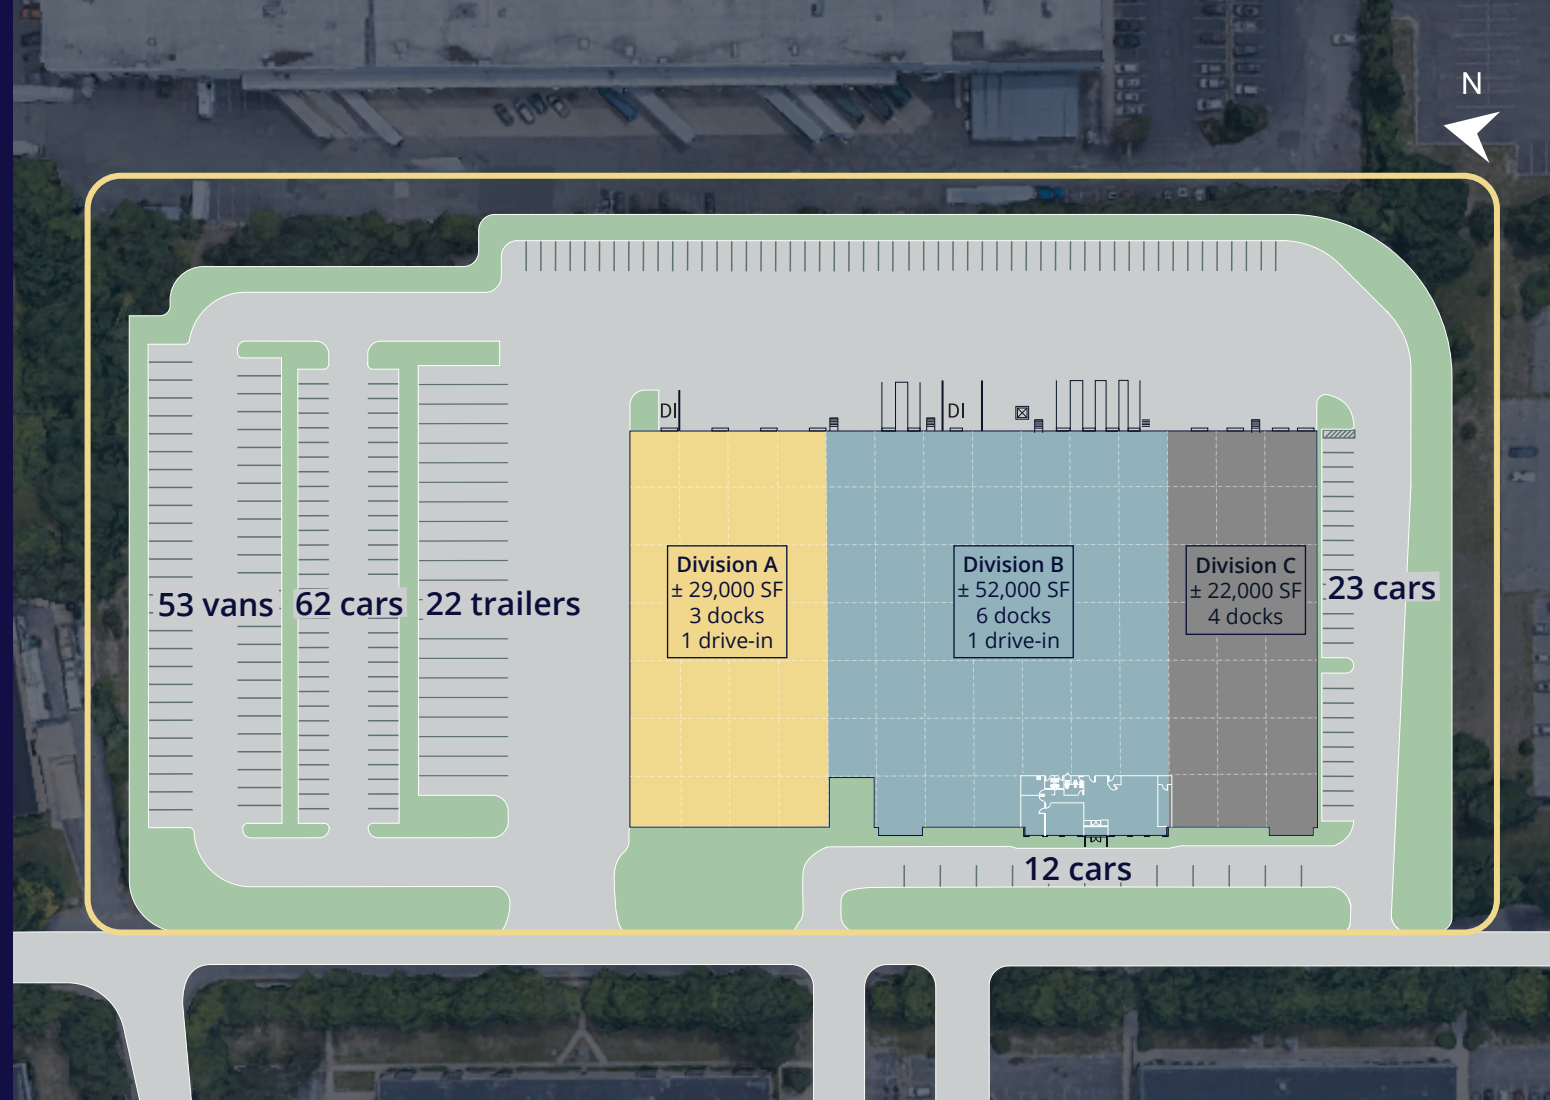 N
DI
DI
Division A
± 29,000 SF
3 docks
1 drive-in
Division B
± 52,000 SF
6 docks
1 drive-in
Division C
± 22,000 SF
4 docks
53 vans
62 cars
22 trailers
23 cars
12 cars